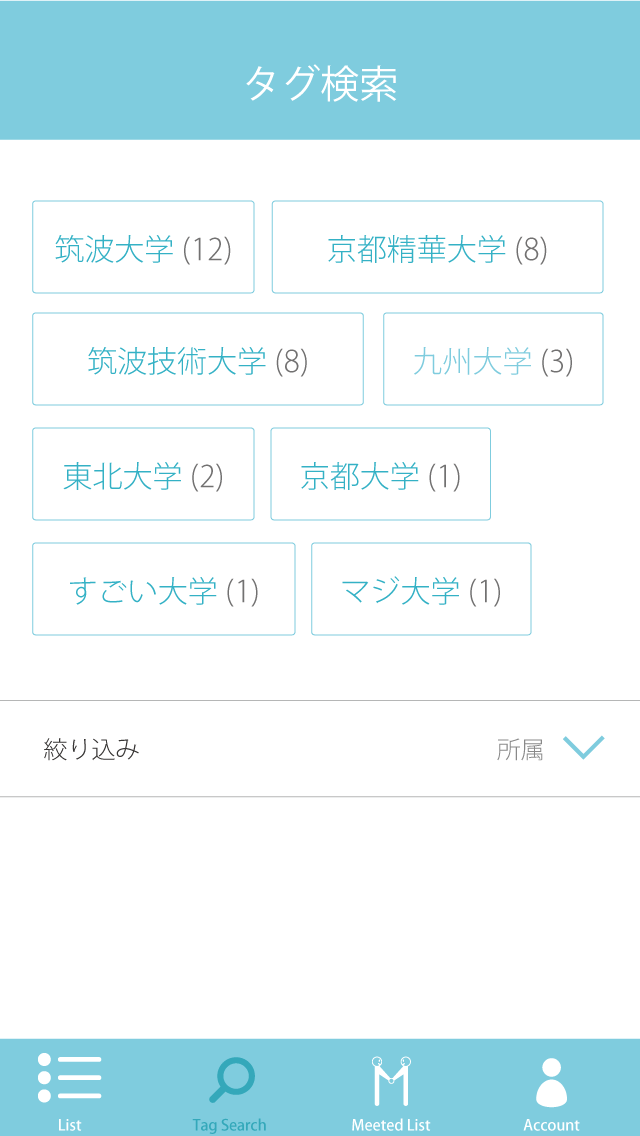 タグ検索
筑波大学 (12)
京都精華大学 (8)
筑波技術大学 (8)
九州大学 (3)
東北大学 (2)
京都大学 (1)
すごい大学 (1)
マジ大学 (1)
絞り込み
所属
List
Tag Search
Meeted List
Account